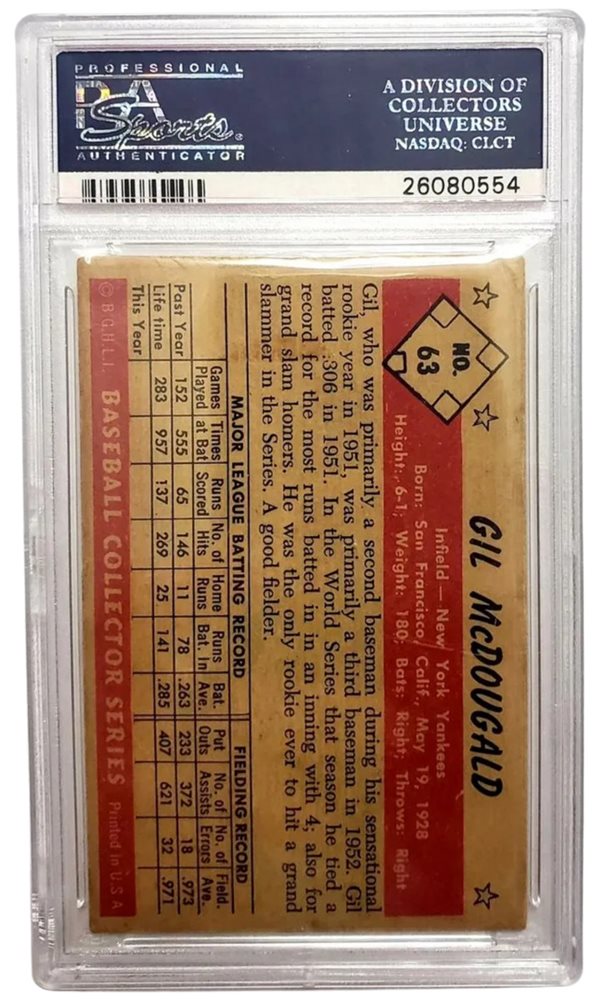 PROFESSIONAL
PSA
Sports
AUTHENTICATOR
A DIVISION OF
COLLECTORS
UNIVERSE
NASDAQ: CLCT
26080554
NO.
63
GIL McDOUGALD
Infield — New York Yankees
Born: San Francisco, Calif., May 19, 1928
Height: 6-1; Weight: 180; Bats: Right; Throws: Right
Gil, who was primarily a second baseman during his sensational
rookie year in 1951, was primarily a third baseman in 1952. Gil
batted .306 in 1951. In the World Series that season he tied a
record for the most runs batted in in an inning with 4; also for
grand slam homers. He was the only rookie ever to hit a grand
slammer in the Series. A good fielder.
MAJOR LEAGUE BATTING RECORD FIELDING RECORD
Games Times Runs No. of Home Runs Bat. Put No. of No. of Field.
Played at Bat Scored Hits Runs Bat. In Ave. Outs Assists Errors Ave.
Past Year 152 555 65 146 11 78 .263 233 372 18 .973
Life time 283 957 137 269 25 141 .285 407 621 32 .971
This Year
© B.G.H.L.I. BASEBALL COLLECTOR SERIES Printed in U S A